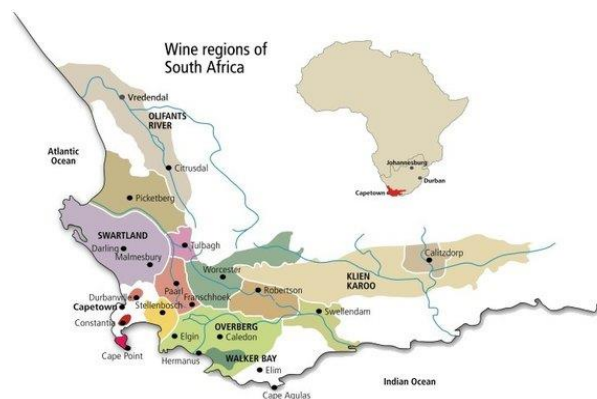 Wine regions of
South Africa
Vredendal
OLIFANTS
RIVER
Atlantic
Ocean
Citrusdal
Johannesburg
Durban
Capetown
Picketberg
SWARTLAND
Darling
Malmesbury
Tulbagh
Worcester
Calitzdorp
KLIEN
KAROO
Paarl
Franschhoek
Robertson
Durbanville
Capetown
Stellenbosch
Constantia
Swellendam
OVERBERG
Elgin
Caledon
Cape Point
Hermanus
WALKER BAY
Elim
Indian Ocean
Cape Agulas